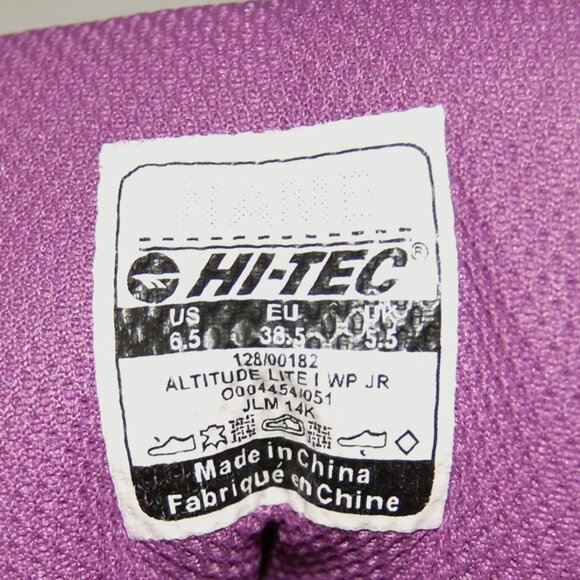 NAME
HI-TEC®
US EU UK
6.5 38.5 5.5
128/00182
ALTITUDE LITE I WP JR
O004454/051
JLM 14K
Made in China
Fabriqué en Chine